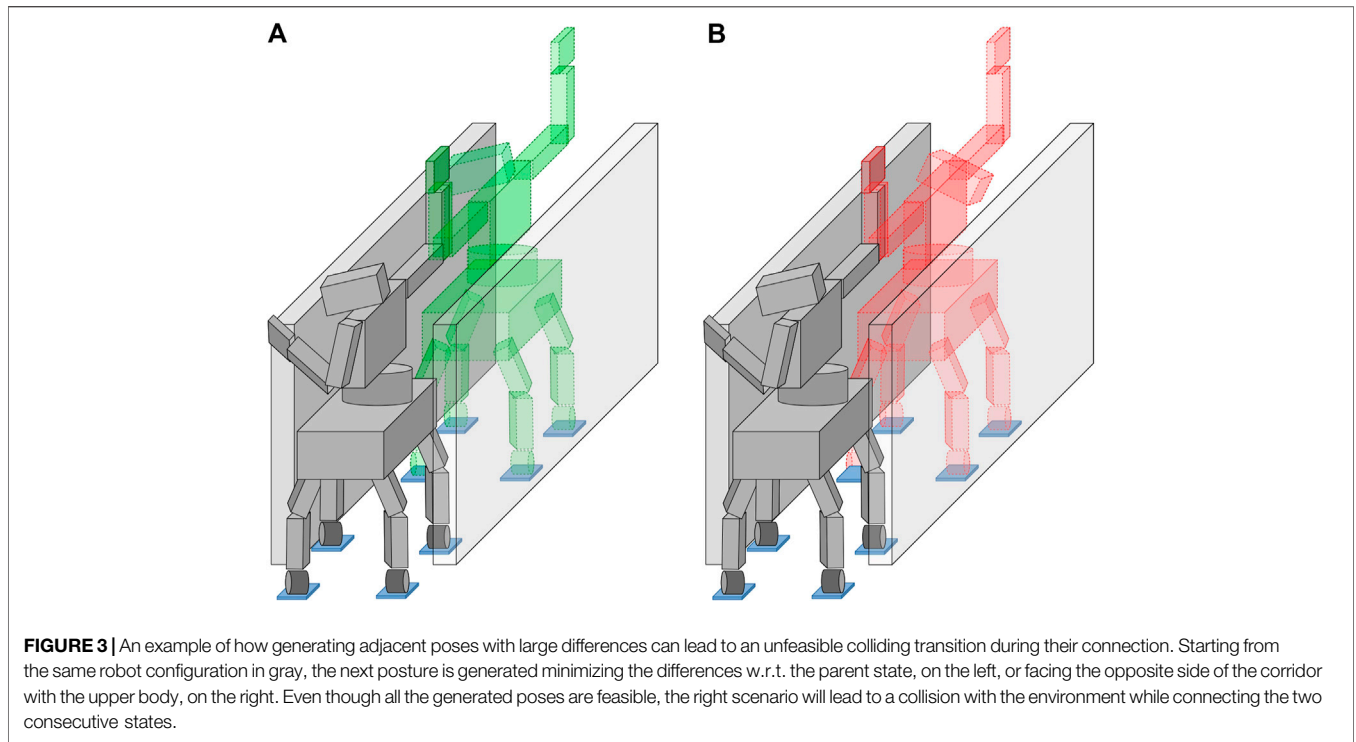 A
B
FIGURE 3 | An example of how generating adjacent poses with large differences can lead to an unfeasible colliding transition during their connection. Starting from
the same robot configuration in gray, the next posture is generated minimizing the differences w.r.t. the parent state, on the left, or facing the opposite side of the corridor
with the upper body, on the right. Even though all the generated poses are feasible, the right scenario will lead to a collision with the environment while connecting the two
consecutive states.